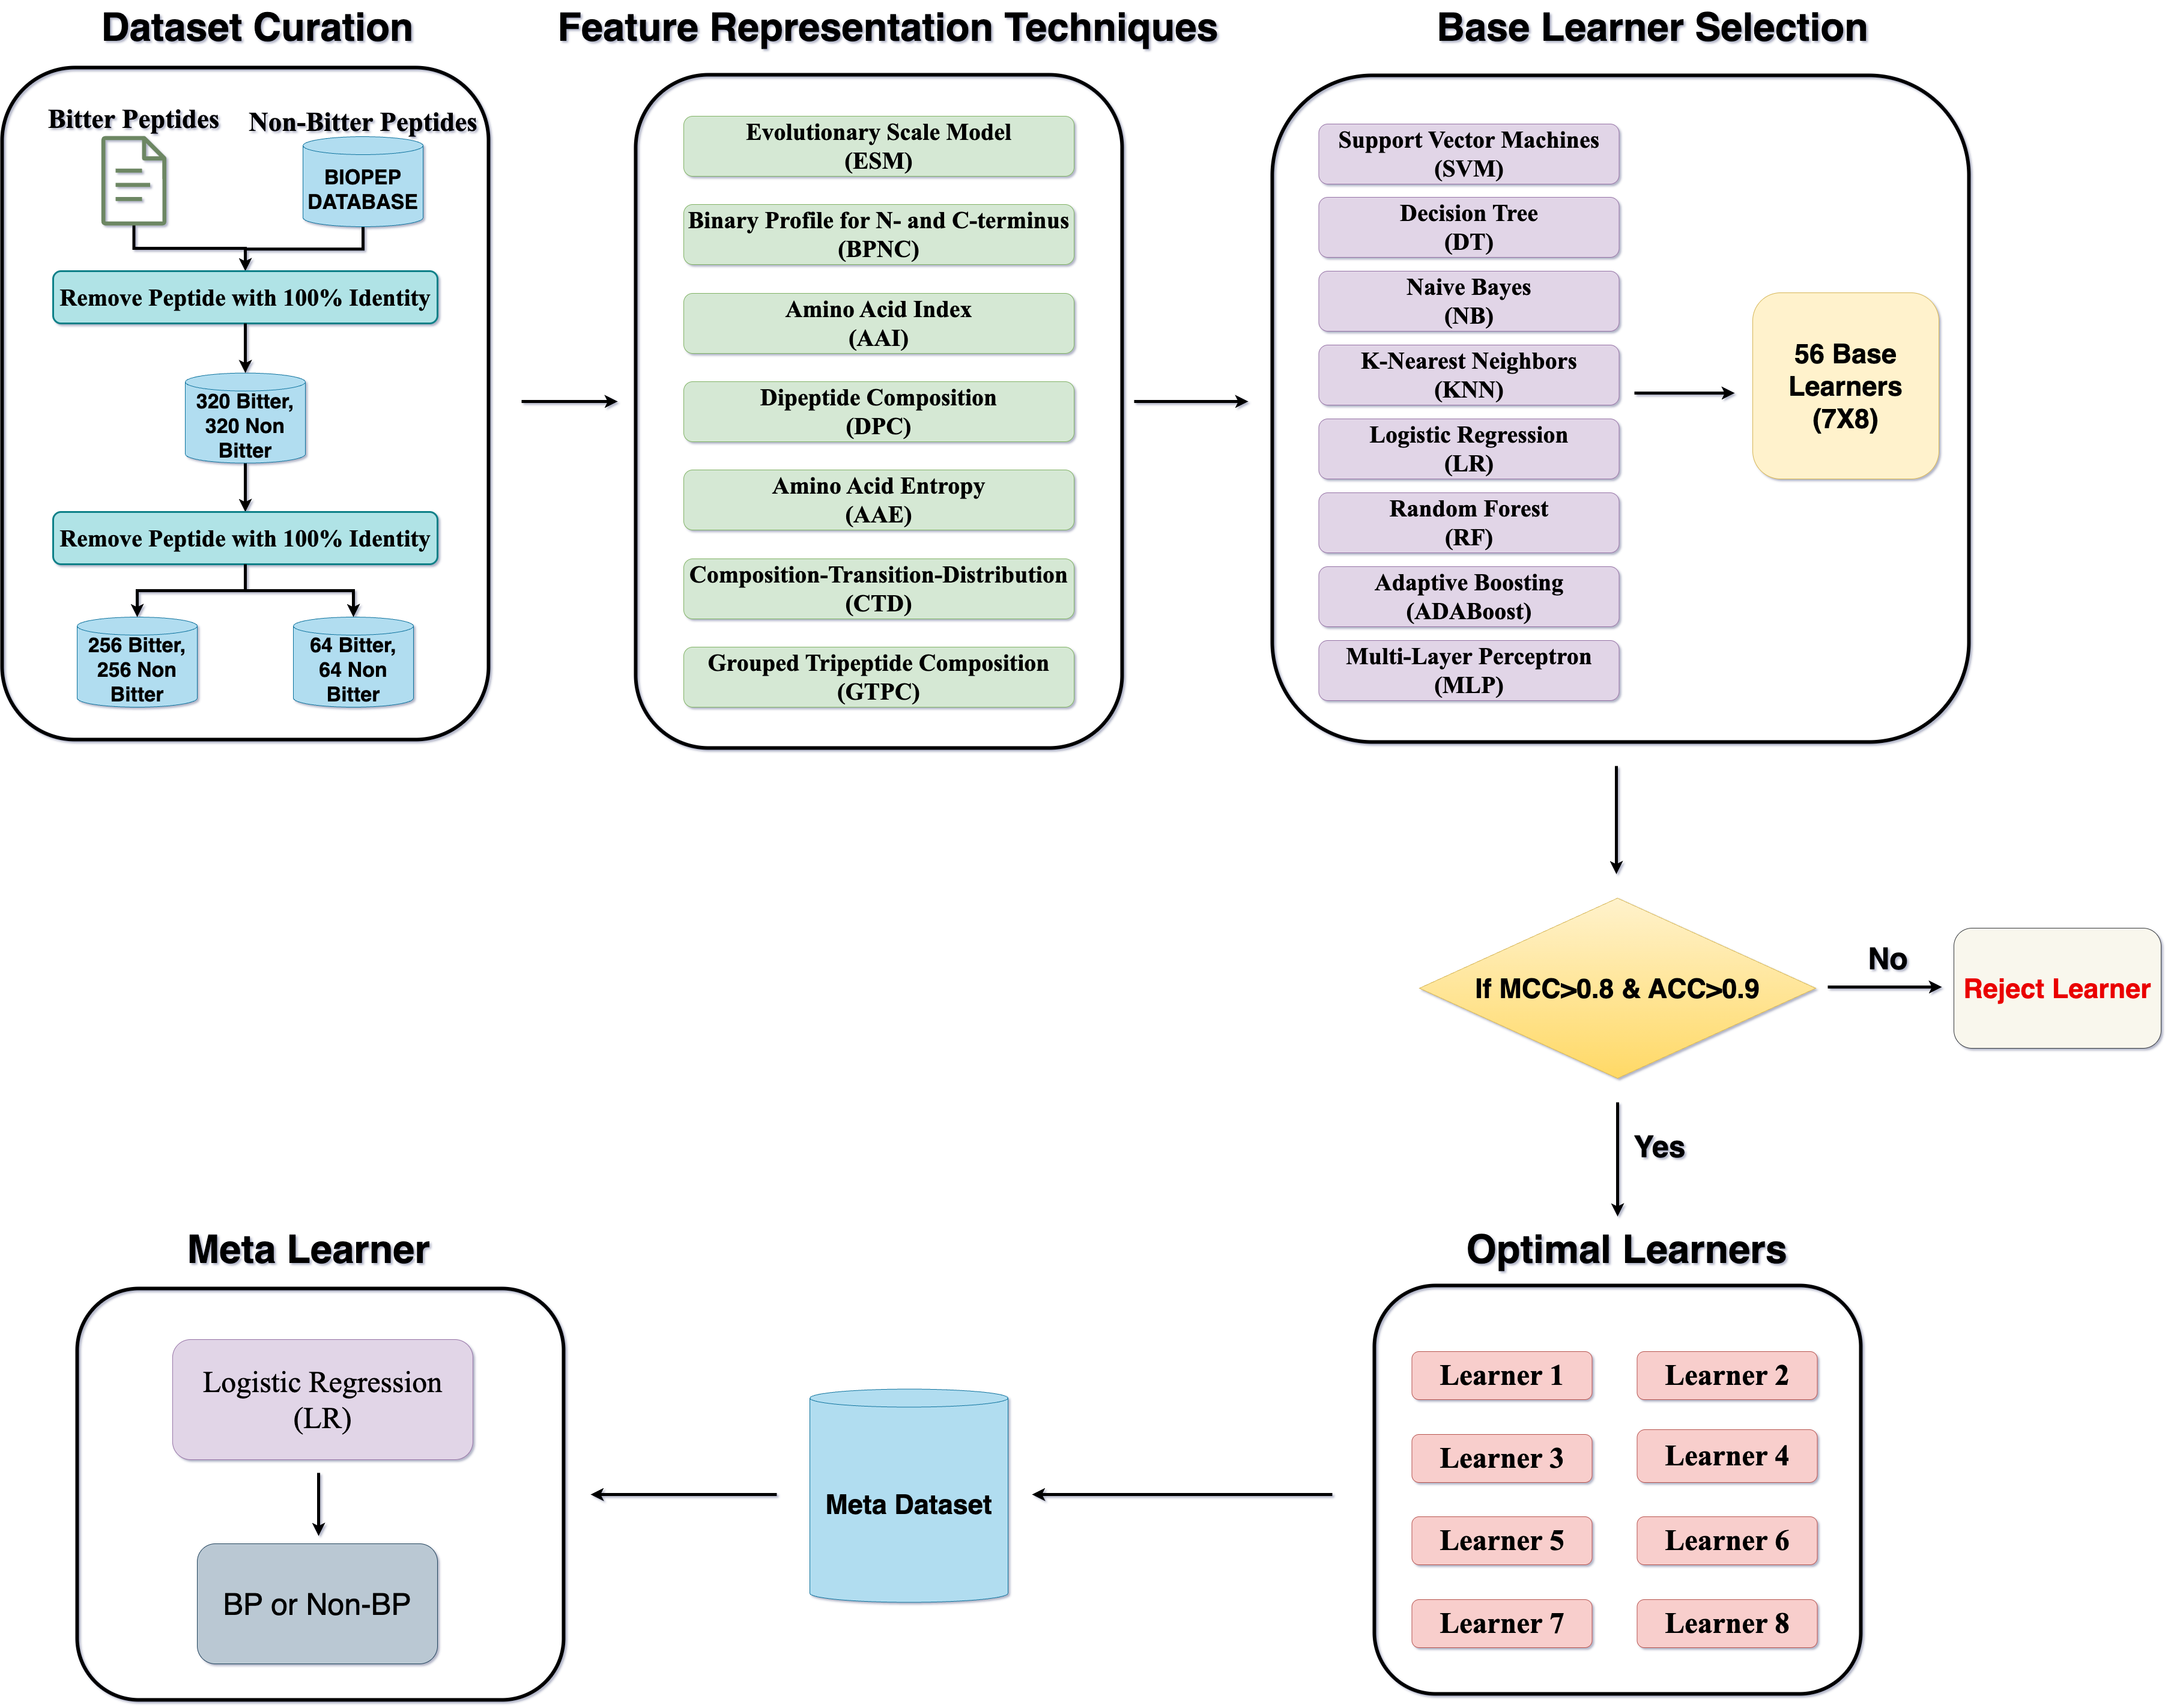 Dataset Curation
Bitter Peptides
Non-Bitter Peptides
BIOPEP
DATABASE
Remove Peptide with 100% Identity
320 Bitter,
320 Non
Bitter
Remove Peptide with 100% Identity
256 Bitter,
256 Non
Bitter
64 Bitter,
64 Non
Bitter
Feature Representation Techniques
Evolutionary Scale Model
(ESM)
Binary Profile for N- and C-terminus
(BPNC)
Amino Acid Index
(AAI)
Dipeptide Composition
(DPC)
Amino Acid Entropy
(AAE)
Composition-Transition-Distribution
(CTD)
Grouped Tripeptide Composition
(GTPC)
Base Learner Selection
Support Vector Machines
(SVM)
Decision Tree
(DT)
Naive Bayes
(NB)
K-Nearest Neighbors
(KNN)
Logistic Regression
(LR)
Random Forest
(RF)
Adaptive Boosting
(ADABoost)
Multi-Layer Perceptron
(MLP)
56 Base
Learners
(7X8)
If MCC>0.8 & ACC>0.9
No
Reject Learner
Yes
Optimal Learners
Learner 1
Learner 2
Learner 3
Learner 4
Learner 5
Learner 6
Learner 7
Learner 8
Meta Dataset
Meta Learner
Logistic Regression
(LR)
BP or Non-BP